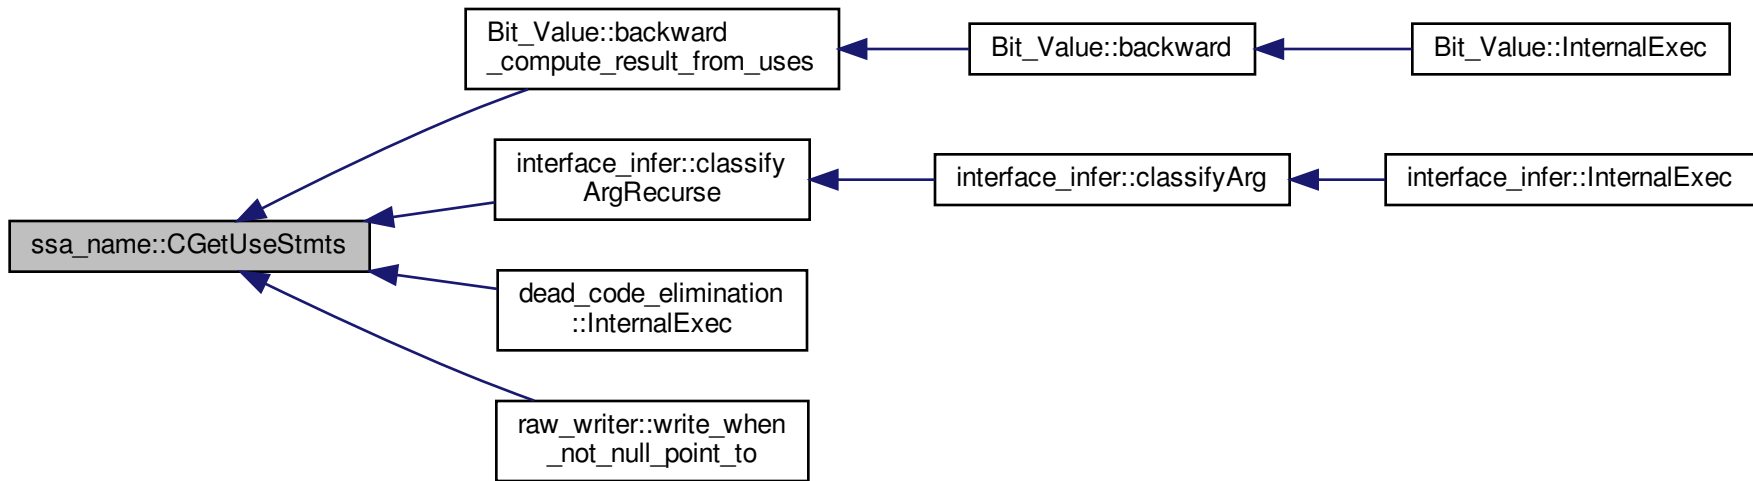 Bit_Value::backward
_compute_result_from_uses
Bit_Value::backward
Bit_Value::InternalExec
interface_infer::classify
ArgRecurse
interface_infer::classifyArg
interface_infer::InternalExec
ssa_name::CGetUseStmts
dead_code_elimination
::InternalExec
raw_writer::write_when
_not_null_point_to